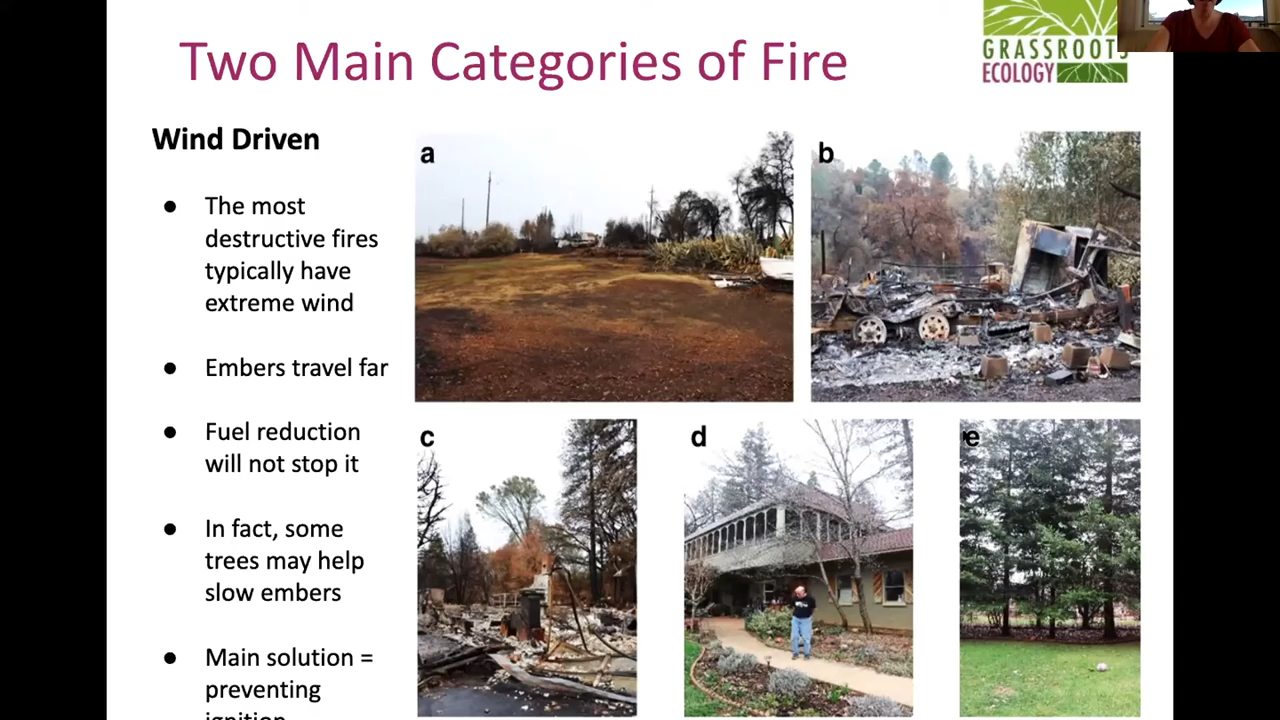 Two Main Categories of Fire
GRASSROOTS
ECOLOGY
Wind Driven
● The most
destructive fires
typically have
extreme wind
● Embers travel far
● Fuel reduction
will not stop it
● In fact, some
trees may help
slow embers
● Main solution =
preventing
ignition
a
b
c
d
e